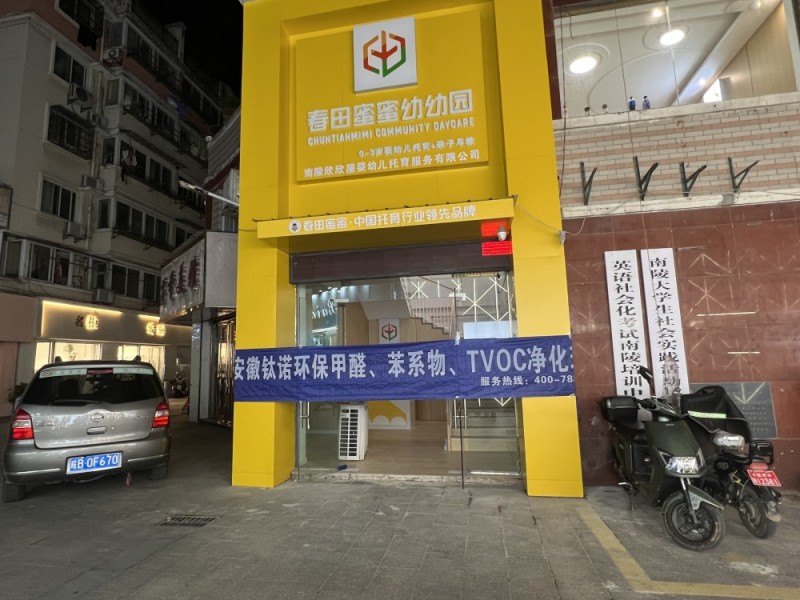 春田蜜蜜幼幼园
CHUNTIANMIMI COMMUNITY DAYCARE
0-3岁婴幼儿托育+亲子早教
南陵欣欣屋婴幼儿托育服务有限公司
春田蜜蜜·中国托育行业领先品牌
安徽钛诺环保甲醛、苯系物、TVOC净化
服务热线：400-78
英语社会化考试南陵培训中
南陵大学生社会实践活动
皖B 0F670